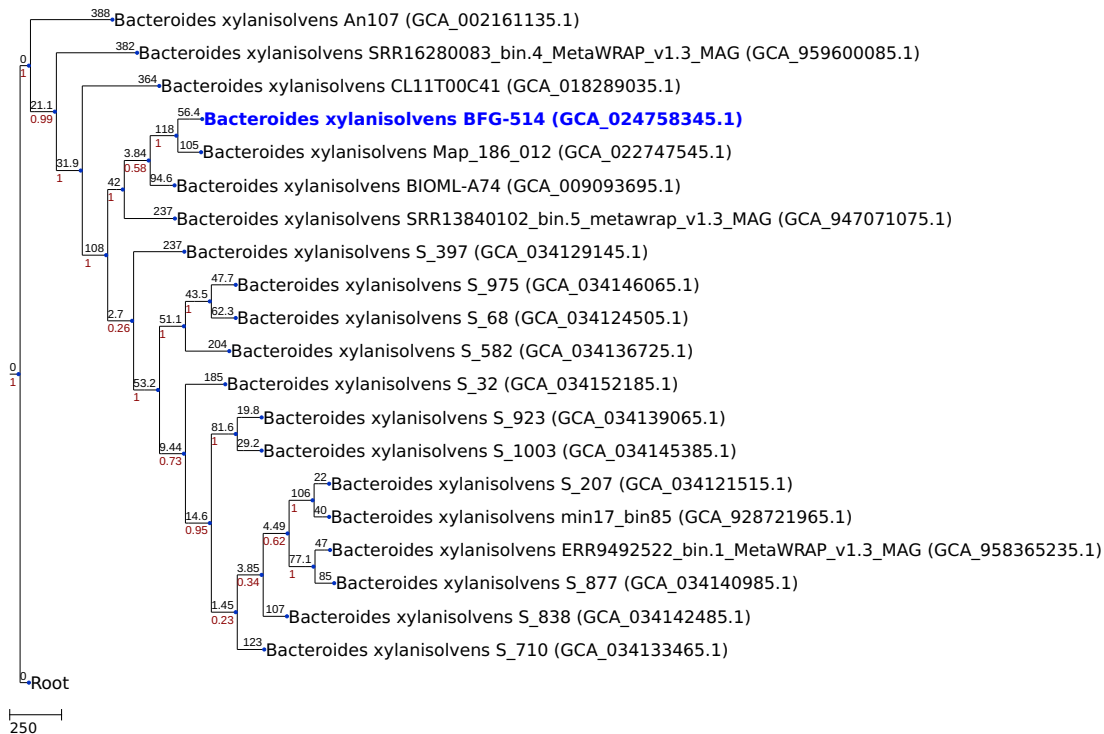 388 Bacteroides xylanisolvens An107 (GCA_002161135.1)
382 Bacteroides xylanisolvens SRR16280083_bin.4_MetaWRAP_v1.3_MAG (GCA_959600085.1)
0
1
364 Bacteroides xylanisolvens CL11T00C41 (GCA_018289035.1)
21.1
0.99
56.4 Bacteroides xylanisolvens BFG-514 (GCA_024758345.1)
118
1
105 Bacteroides xylanisolvens Map_186_012 (GCA_022747545.1)
3.84
0.58
31.9
1
94.6 Bacteroides xylanisolvens BIOML-A74 (GCA_009093695.1)
42
1
237 Bacteroides xylanisolvens SRR13840102_bin.5_metawrap_v1.3_MAG (GCA_947071075.1)
108
1
237 Bacteroides xylanisolvens S_397 (GCA_034129145.1)
47.7 Bacteroides xylanisolvens S_975 (GCA_034146065.1)
43.5
1
62.3 Bacteroides xylanisolvens S_68 (GCA_034124505.1)
2.7
0.26
51.1
1
204 Bacteroides xylanisolvens S_582 (GCA_034136725.1)
0
1
185 Bacteroides xylanisolvens S_32 (GCA_034152185.1)
53.2
1
19.8 Bacteroides xylanisolvens S_923 (GCA_034139065.1)
81.6
1
29.2 Bacteroides xylanisolvens S_1003 (GCA_034145385.1)
9.44
0.73
22 Bacteroides xylanisolvens S_207 (GCA_034121515.1)
106
1
40 Bacteroides xylanisolvens min17_bin85 (GCA_928721965.1)
14.6
0.95
4.49
0.62
47 Bacteroides xylanisolvens ERR9492522_bin.1_MetaWRAP_v1.3_MAG (GCA_958365235.1)
77.1
1
85 Bacteroides xylanisolvens S_877 (GCA_034140985.1)
3.85
0.34
107 Bacteroides xylanisolvens S_838 (GCA_034142485.1)
1.45
0.23
123 Bacteroides xylanisolvens S_710 (GCA_034133465.1)
0 Root
250